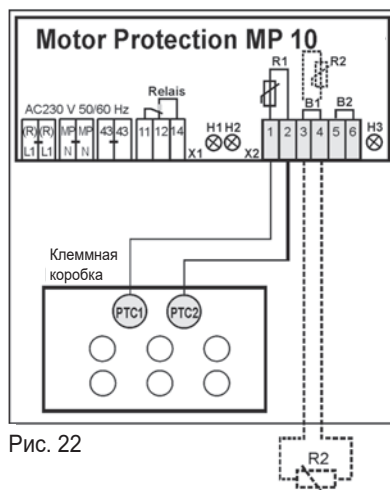 Motor Protection MP 10
R1
R2
Relais
AC230 V 50/60 Hz
B1
B2
(R) (R) MP MP 43 43 11 12 14
L1 L1 N N
X1
H1 H2
X2
1 2 3 4 5 6
H3
Клеммная
коробка
PTC1 PTC2
Рис. 22
R2